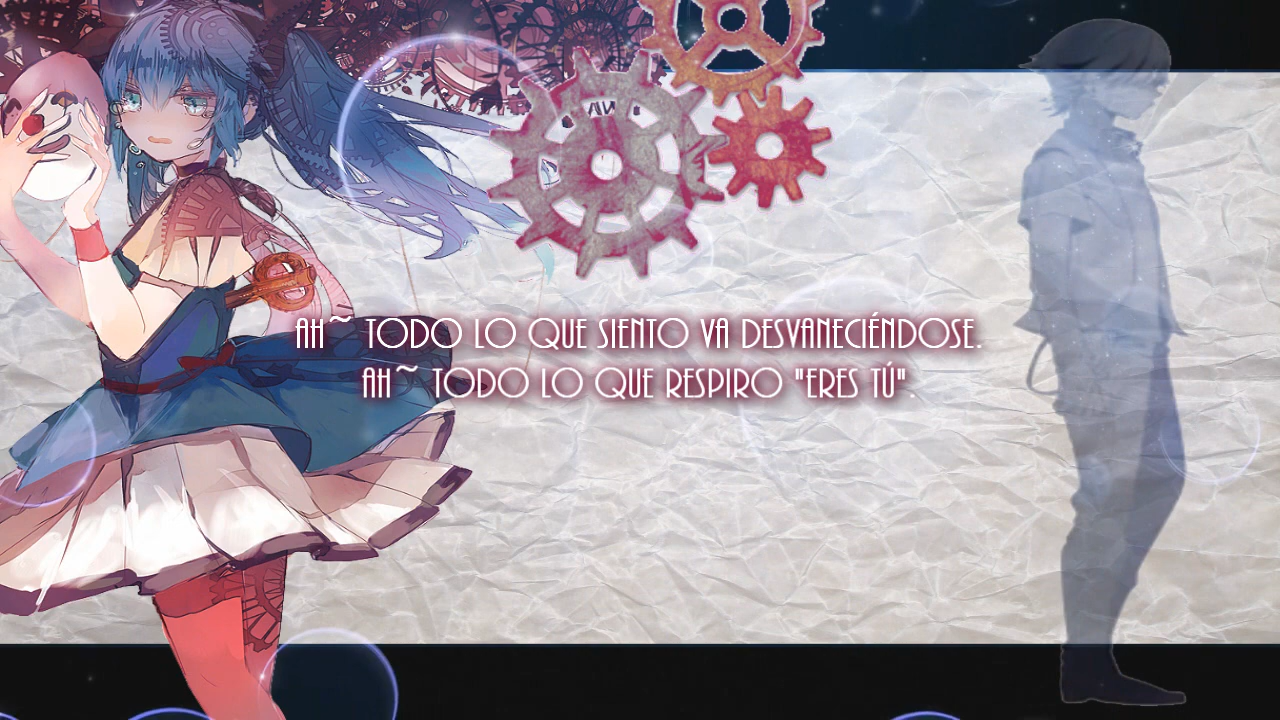 AH~ TODO LO QUE SIENTO VA DESVANECIÉNDOSE.
AH~ TODO LO QUE RESPIRO "ERES TÚ".